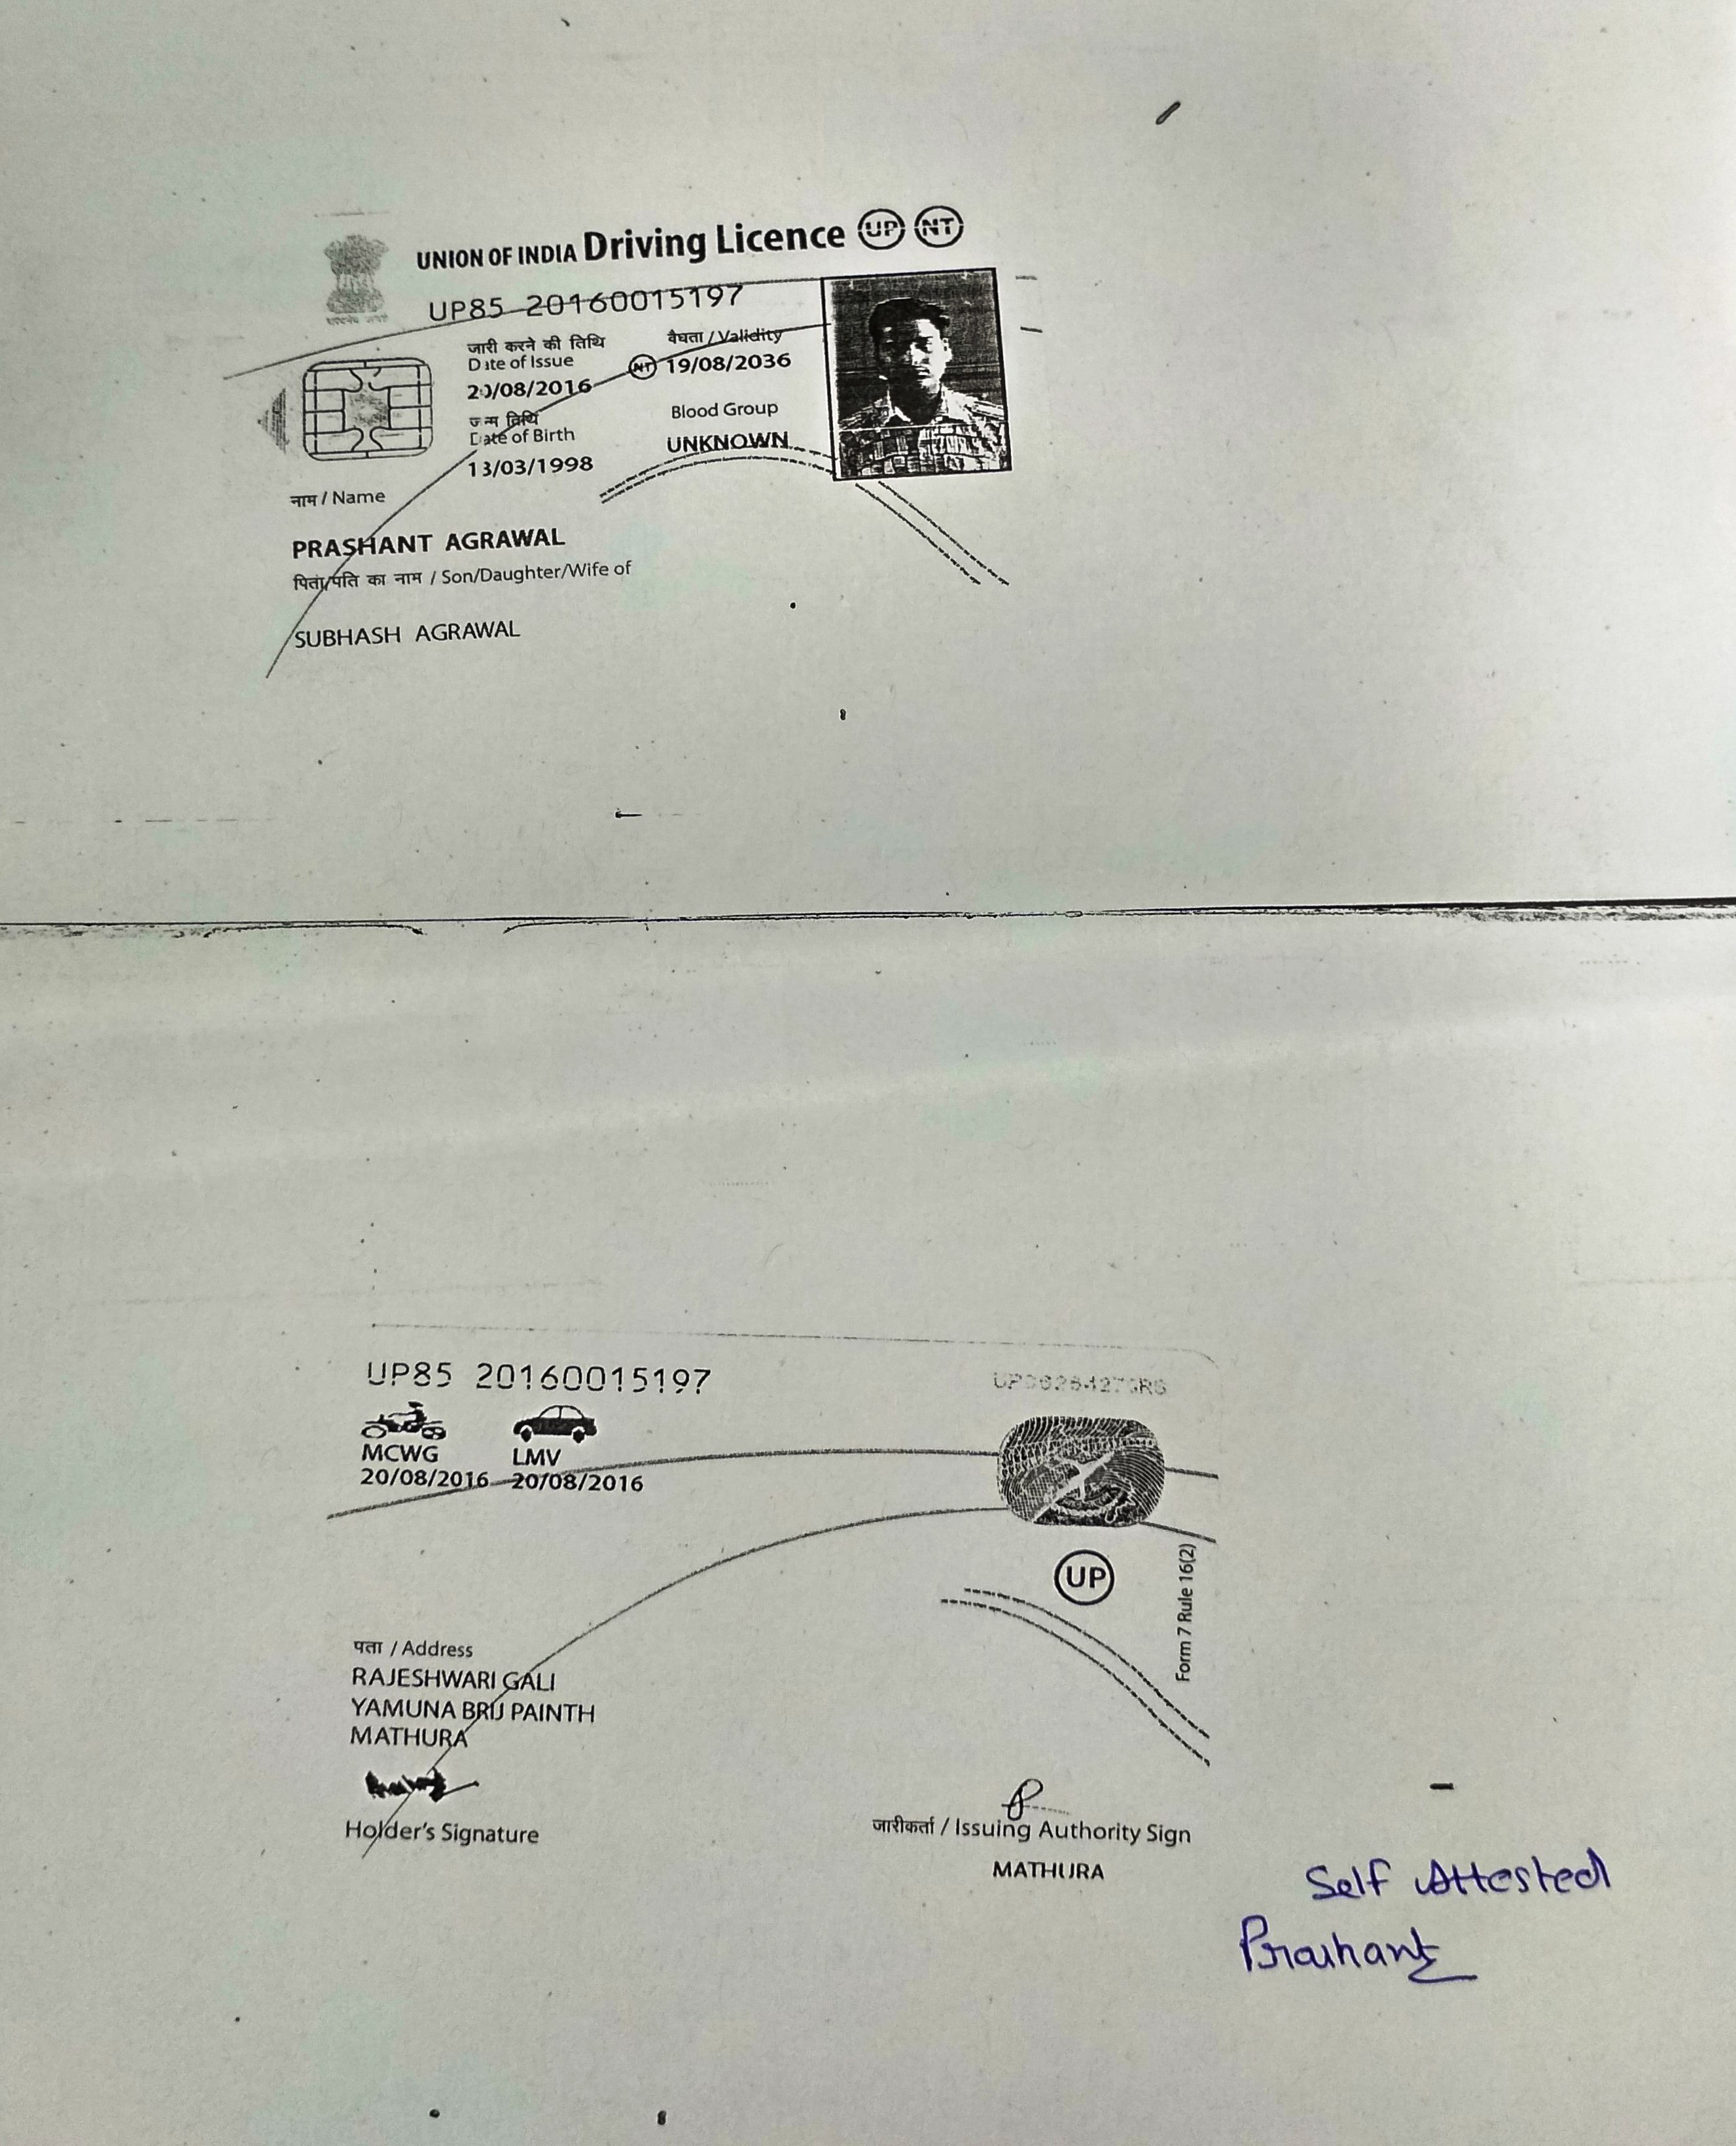 UNION OF INDIA Driving Licence UP NT
UP85 20160015197
जारी करने की तिथि
Date of Issue
20/08/2016
वैधता / Validity
NT 19/08/2036
जन्म तिथि
Date of Birth
13/03/1998
Blood Group
UNKNOWN
नाम / Name
PRASHANT AGRAWAL
पिता/पति का नाम / Son/Daughter/Wife of
SUBHASH AGRAWAL
UP85 20160015197
MCWG LMV
20/08/2016 20/08/2016
UP
Form 7 Rule 16(2)
पता / Address
RAJESHWARI GALI
YAMUNA BRIJ PAINTH
MATHURA
Holder's Signature
जारीकर्ता / Issuing Authority Sign
MATHURA
Self Attested
Prashant